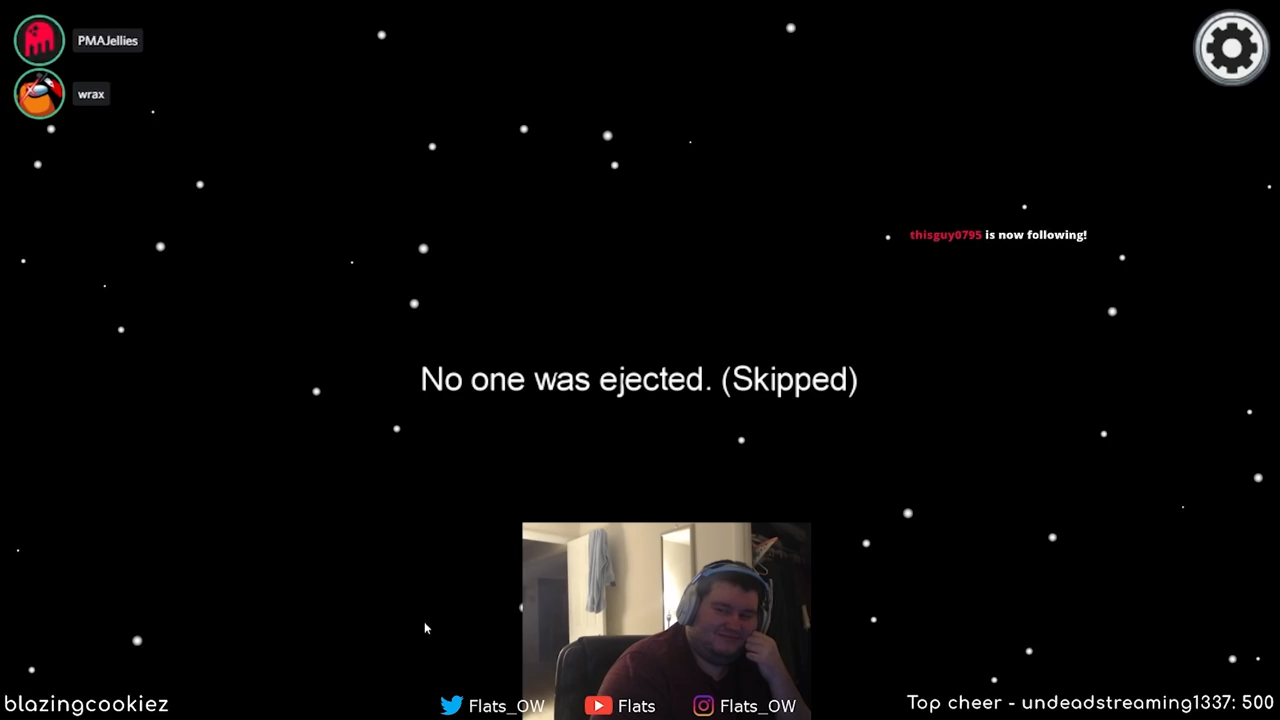 PMAJellies
wrax
thisguy0795 is now following!
No one was ejected. (Skipped)
blazingcookiez
Flats_OW
Flats
Flats_OW
Top cheer - undeadstreaming1337: 500